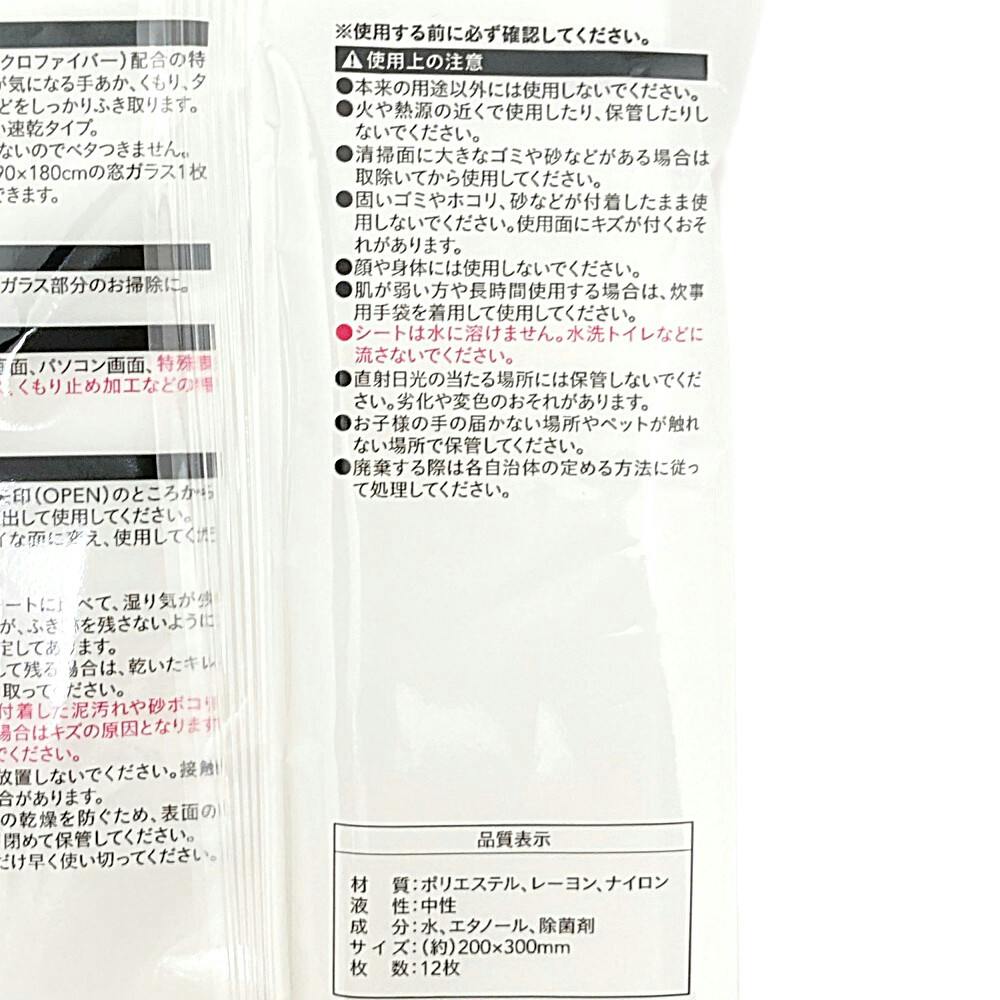 クロファイバー)配合の特
が気になる手あか、くもり、タ
どをしっかりふき取ります。
い速乾タイプ。
ないのでベタつきません。
90×180cmの窓ガラス1枚
できます。
ガラス部分のお掃除に。
画面、パソコン画面、特殊
、くもり止め加工などの
印(OPEN)のところから
出して使用してください。
イな面に変え、使用してくだ
ートに比べて、湿り気が
が、ふき跡を残さないように
定してあります。
して残る場合は、乾いたキレ
取ってください。
付着した泥汚れや砂ボコリ
場合はキズの原因となります
でください。
放置しないでください。接触
合があります。
の乾燥を防ぐため、表面の
閉めて保管してください。
だけ早く使い切ってください。
※使用する前に必ず確認してください。
⚠使用上の注意
●本来の用途以外には使用しないでください。
●火や熱源の近くで使用したり、保管したりし
ないでください。
●清掃面に大きなゴミや砂などがある場合は
取除いてから使用してください。
●固いゴミやホコリ、砂などが付着したまま使
用しないでください。使用面にキズが付くおそ
れがあります。
●顔や身体には使用しないでください。
●肌が弱い方や長時間使用する場合は、炊事
用手袋を着用して使用してください。
●シートは水に溶けません。水洗トイレなどに
流さないでください。
●直射日光の当たる場所には保管しないでくだ
さい。劣化や変色のおそれがあります。
●お子様の手の届かない場所やペットが触れ
ない場所で保管してください。
●廃棄する際は各自治体の定める方法に従っ
て処理してください。
品質表示
材 質:ポリエステル、レーヨン、ナイロン
液 性:中性
成 分:水、エタノール、除菌剤
サイズ:(約)200×300mm
枚 数:12枚